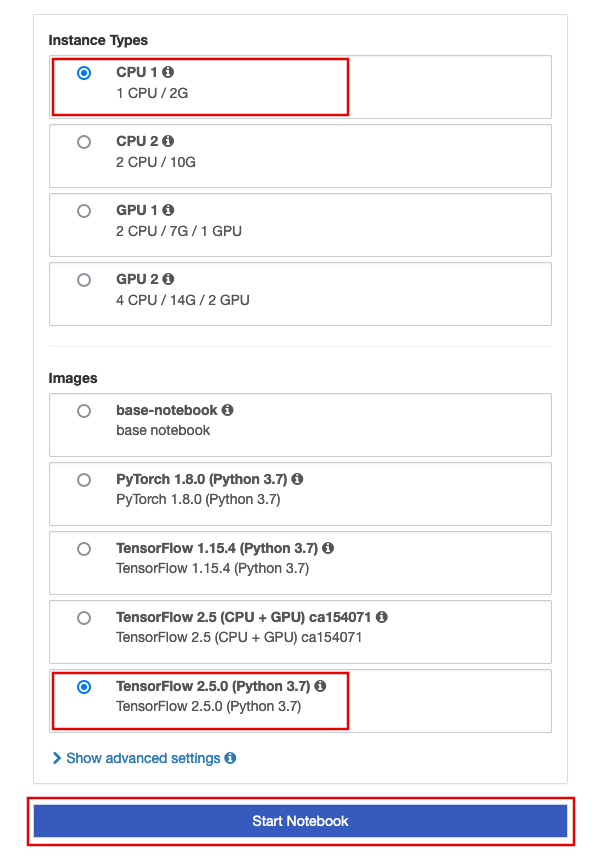 Instance Types
CPU 1
1 CPU / 2G
CPU 2
2 CPU / 10G
GPU 1
2 CPU / 7G / 1 GPU
GPU 2
4 CPU / 14G / 2 GPU
Images
base-notebook
base notebook
PyTorch 1.8.0 (Python 3.7)
PyTorch 1.8.0 (Python 3.7)
TensorFlow 1.15.4 (Python 3.7)
TensorFlow 1.15.4 (Python 3.7)
TensorFlow 2.5 (CPU + GPU) ca154071
TensorFlow 2.5 (CPU + GPU) ca154071
TensorFlow 2.5.0 (Python 3.7)
TensorFlow 2.5.0 (Python 3.7)
Show advanced settings
Start Notebook